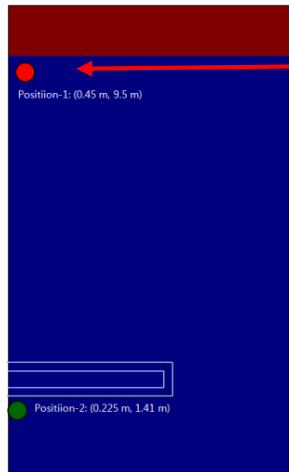 Positiion-1: (0.45 m, 9.5 m)
Positiion-2: (0.225 m, 1.41 m)